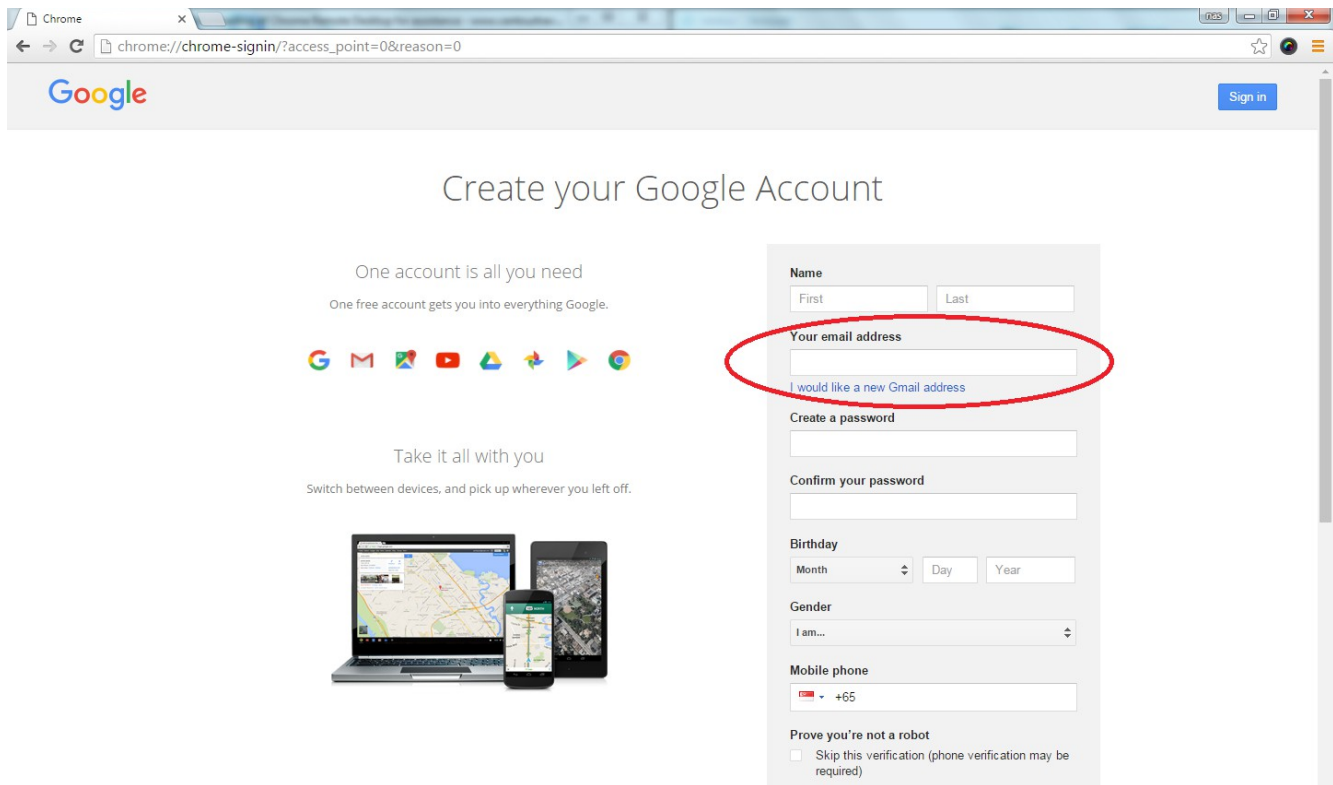 Chrome
chrome://chrome-signin/?access_point=0&reason=0
Google
Sign in
Create your Google Account
One account is all you need
One free account gets you into everything Google.
Take it all with you
Switch between devices, and pick up wherever you left off.
Name
First Last
Your email address
I would like a new Gmail address
Create a password
Confirm your password
Birthday
Month Day Year
Gender
I am...
Mobile phone
+65
Prove you're not a robot
Skip this verification (phone verification may be
required)